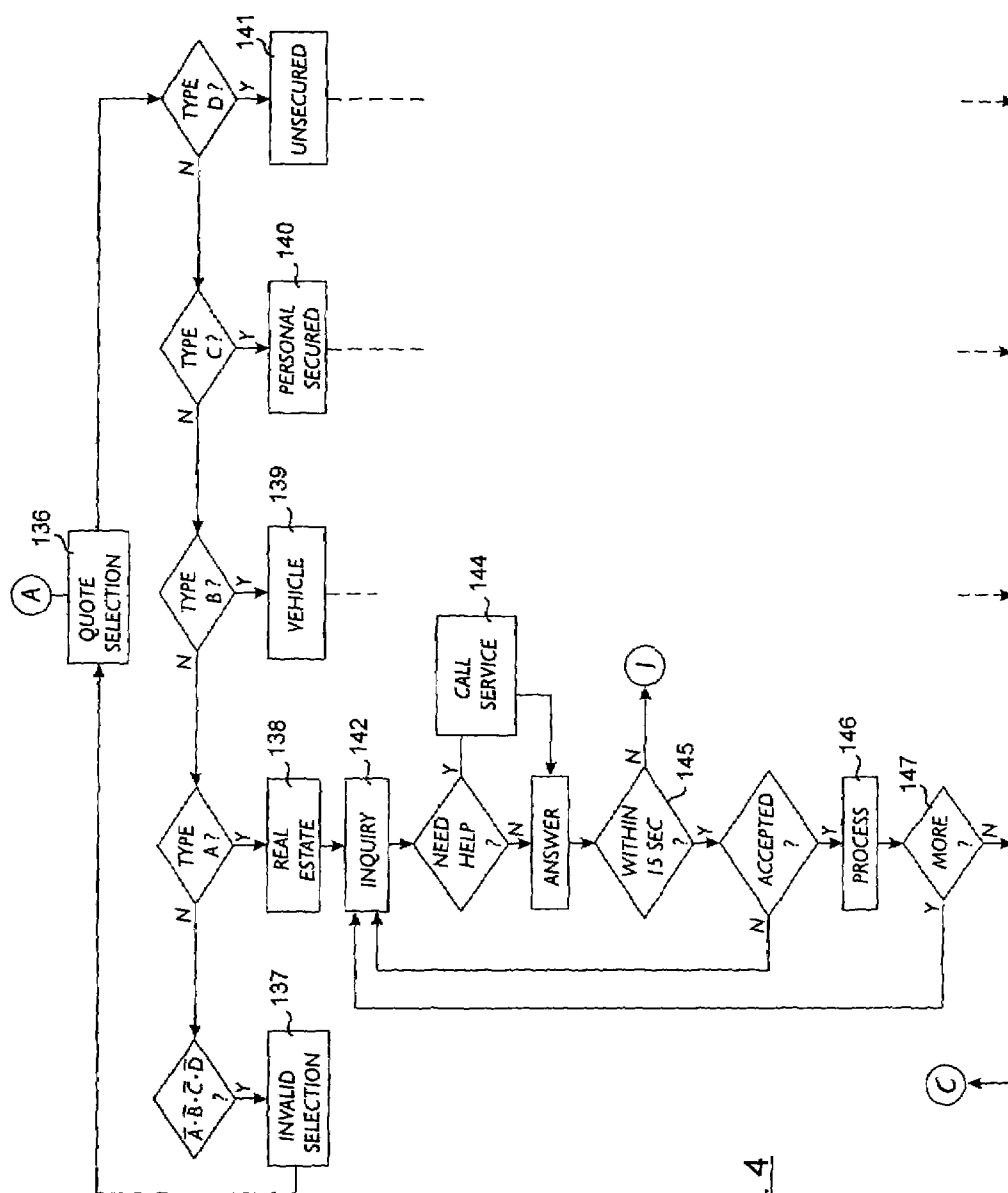 A
136
QUOTE
SELECTION
TYPE
D?
N
Y
141
UNSECURED
TYPE
C?
N
Y
140
PERSONAL
SECURED
TYPE
B?
N
Y
139
VEHICLE
TYPE
A?
N
Y
138
REAL
ESTATE
A̅·B̅·C̅·D̅
?
Y
137
INVALID
SELECTION
142
INQUIRY
NEED
HELP
?
Y
N
144
CALL
SERVICE
ANSWER
WITHIN
15 SEC
?
145
N
J
Y
ACCEPTED
?
N
Y
146
PROCESS
147
MORE
?
Y
N
C
.4